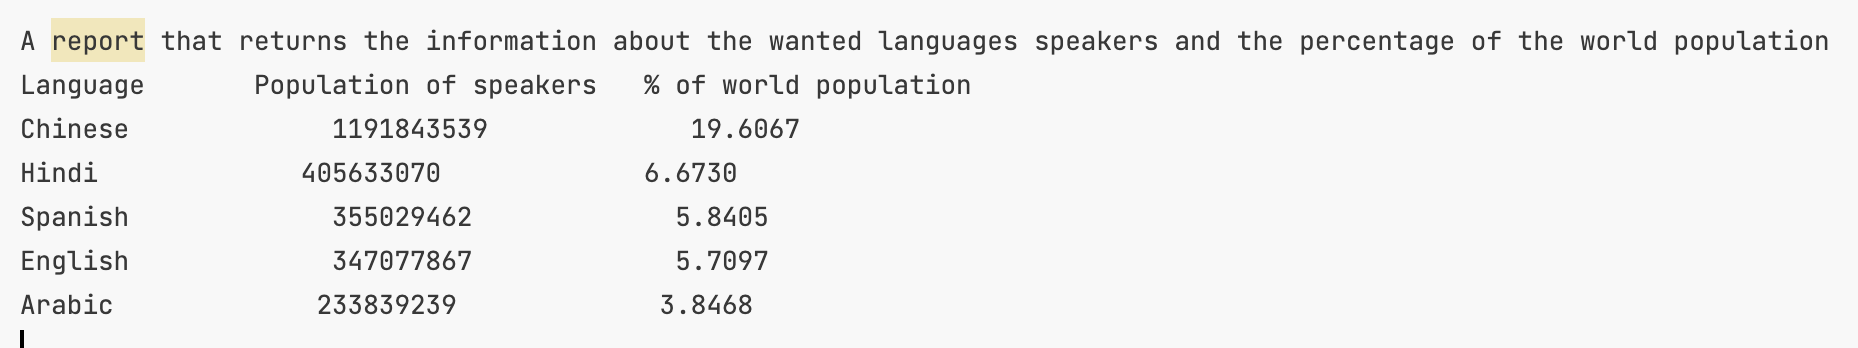 A report that returns the information about the wanted languages speakers and the percentage of the world population
Language       Population of speakers   % of world population
Chinese             1191843539             19.6067
Hindi             405633070             6.6730
Spanish             355029462             5.8405
English             347077867             5.7097
Arabic             233839239             3.8468